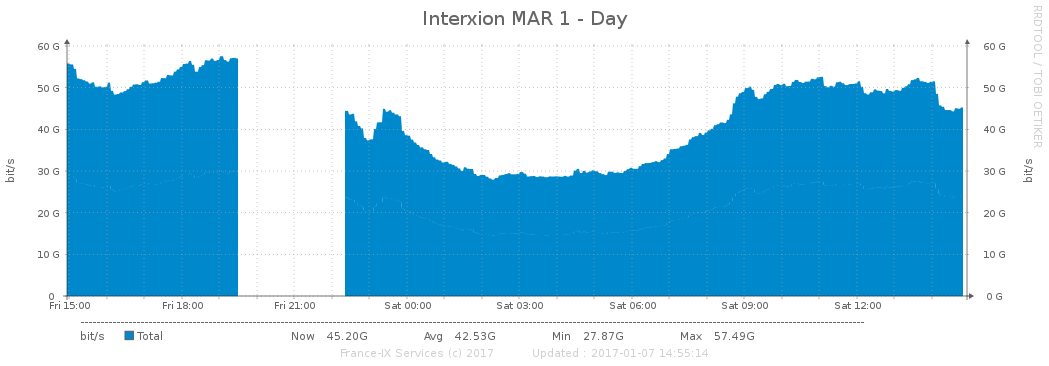 Interxion MAR 1 - Day
RRDTOOL / TOBI OETIKER
60 G 60 G
50 G 50 G
40 G 40 G
30 G 30 G
20 G 20 G
10 G 10 G
0 0 G
bit/s bit/s
Fri 15:00 Fri 18:00 Fri 21:00 Sat 00:00 Sat 03:00 Sat 06:00 Sat 09:00 Sat 12:00
bit/s Total Now 45.20G Avg 42.53G Min 27.87G Max 57.49G
France-IX Services (c) 2017 Updated : 2017-01-07 14:55:14